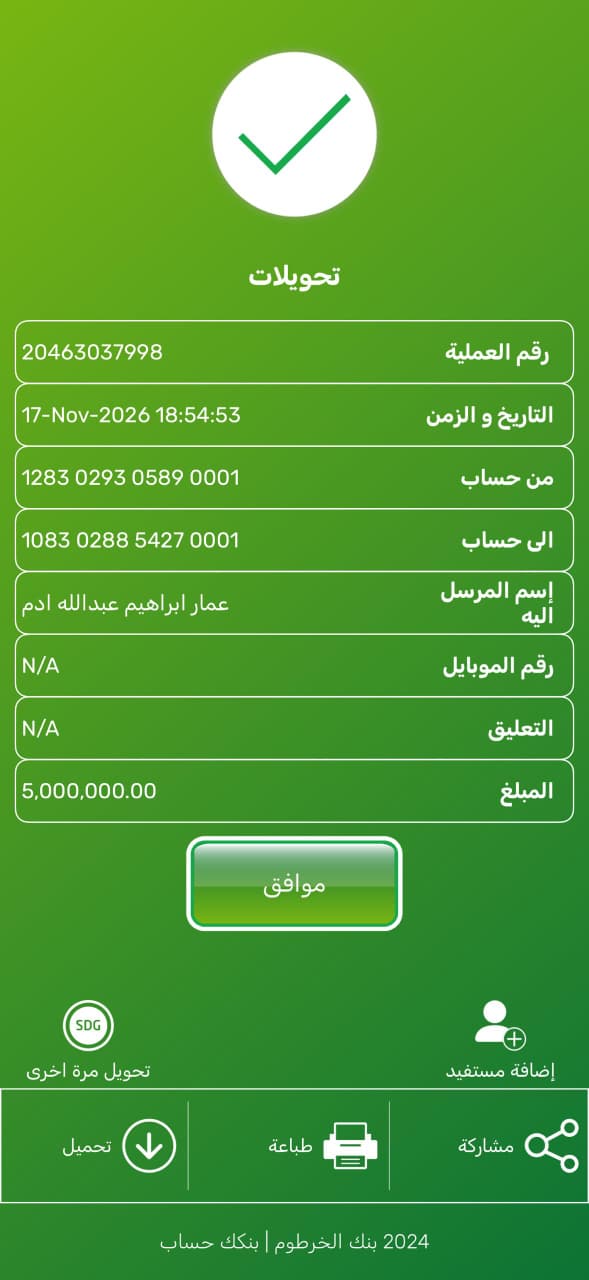 تحويلات
رقم العملية 20463037998
التاريخ و الزمن 17-Nov-2026 18:54:53
من حساب 1283 0293 0589 0001
الى حساب 1083 0288 5427 0001
إسم المرسل
اليه
عمار ابراهيم عبدالله ادم
رقم الموبايل N/A
التعليق N/A
المبلغ 5,000,000.00
موافق
SDG
إضافة مستفيد
تحويل مرة اخرى
مشاركة
طباعة
تحميل
2024 بنك الخرطوم | بنكك حساب